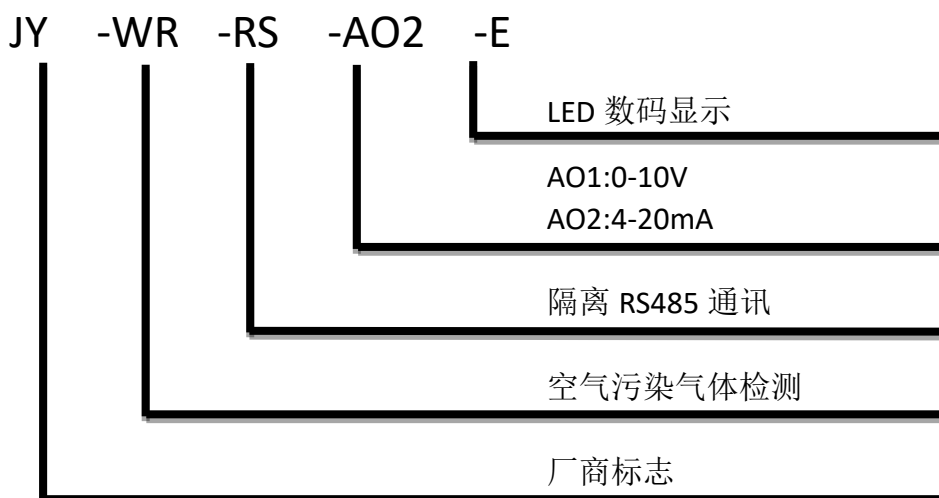 JY -WR -RS -AO2 -E
LED 数码显示
AO1:0-10V
AO2:4-20mA
隔离 RS485 通讯
空气污染气体检测
厂商标志